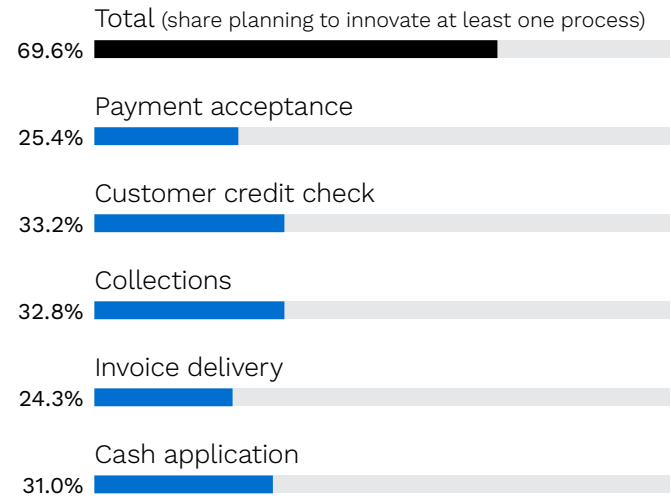 Total (share planning to innovate at least one process)
69.6%
Payment acceptance
25.4%
Customer credit check
33.2%
Collections
32.8%
Invoice delivery
24.3%
Cash application
31.0%